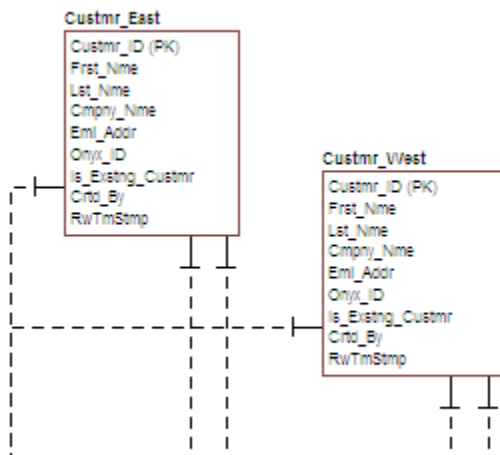 Custmr_East
Custmr_ID (PK)
Frst_Nme
Lst_Nme
Cmpny_Nme
Eml_Addr
Onyx_ID
Is_Exstng_Custmr
Crtd_By
RwTmStmp
Custmr_West
Custmr_ID (PK)
Frst_Nme
Lst_Nme
Cmpny_Nme
Eml_Addr
Onyx_ID
Is_Exstng_Custmr
Crtd_By
RwTmStmp